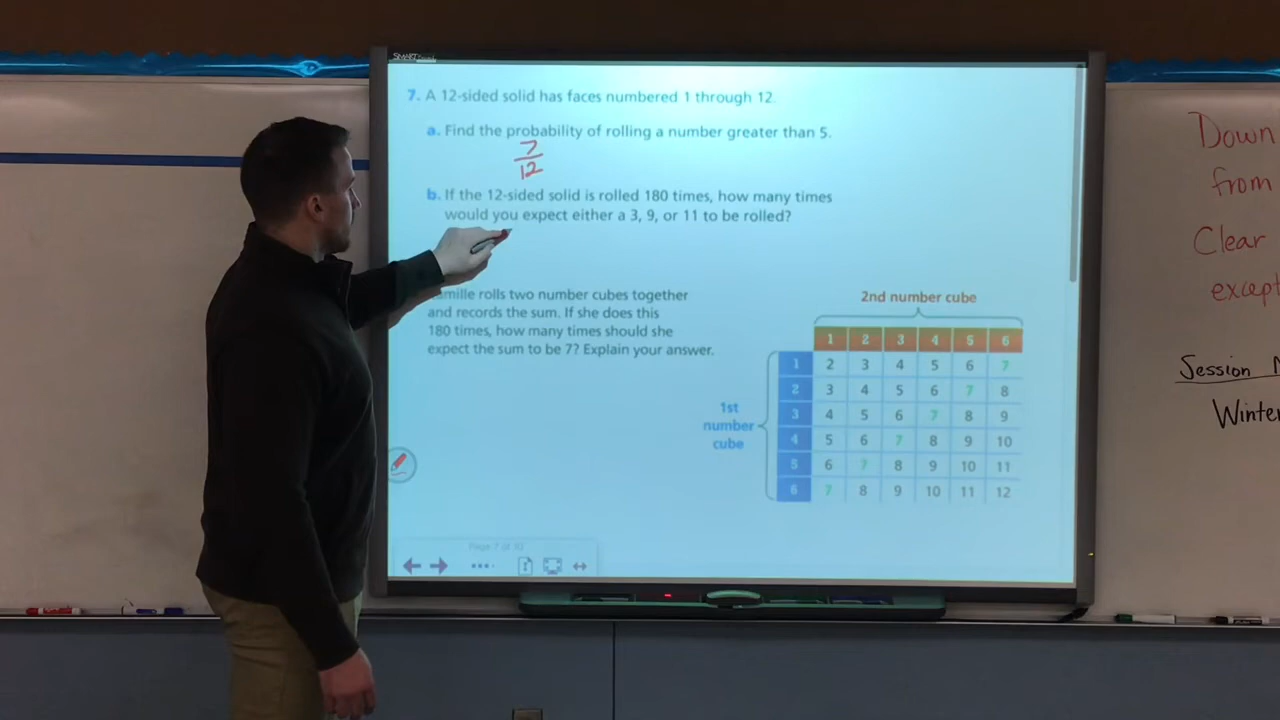 SMART
7. A 12-sided solid has faces numbered 1 through 12.
a. Find the probability of rolling a number greater than 5.
7
12
b. If the 12-sided solid is rolled 180 times, how many times
would you expect either a 3, 9, or 11 to be rolled?
mille rolls two number cubes together
and records the sum. If she does this
180 times, how many times should she
expect the sum to be 7? Explain your answer.
2nd number cube
1 2 3 4 5 6
1st
number
cube
1 2 3 4 5 6 7
2 3 4 5 6 7 8
3 4 5 6 7 8 9
4 5 6 7 8 9 10
5 6 7 8 9 10 11
6 7 8 9 10 11 12
Down
from
Clear
except
Session
Winter